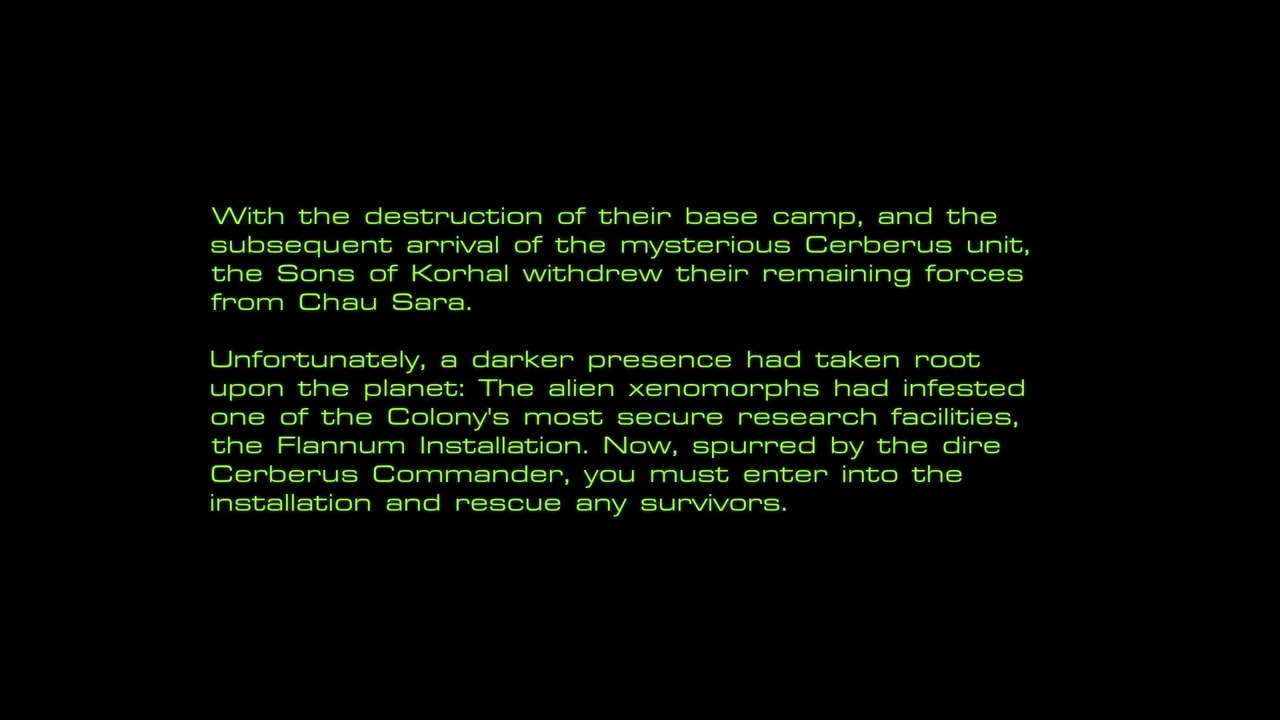 With the destruction of their base camp, and the
subsequent arrival of the mysterious Cerberus unit,
the Sons of Korhal withdrew their remaining forces
from Chau Sara.
Unfortunately, a darker presence had taken root
upon the planet: The alien xenomorphs had infested
one of the Colony's most secure research facilities,
the Flannum Installation. Now, spurred by the dire
Cerberus Commander, you must enter into the
installation and rescue any survivors.